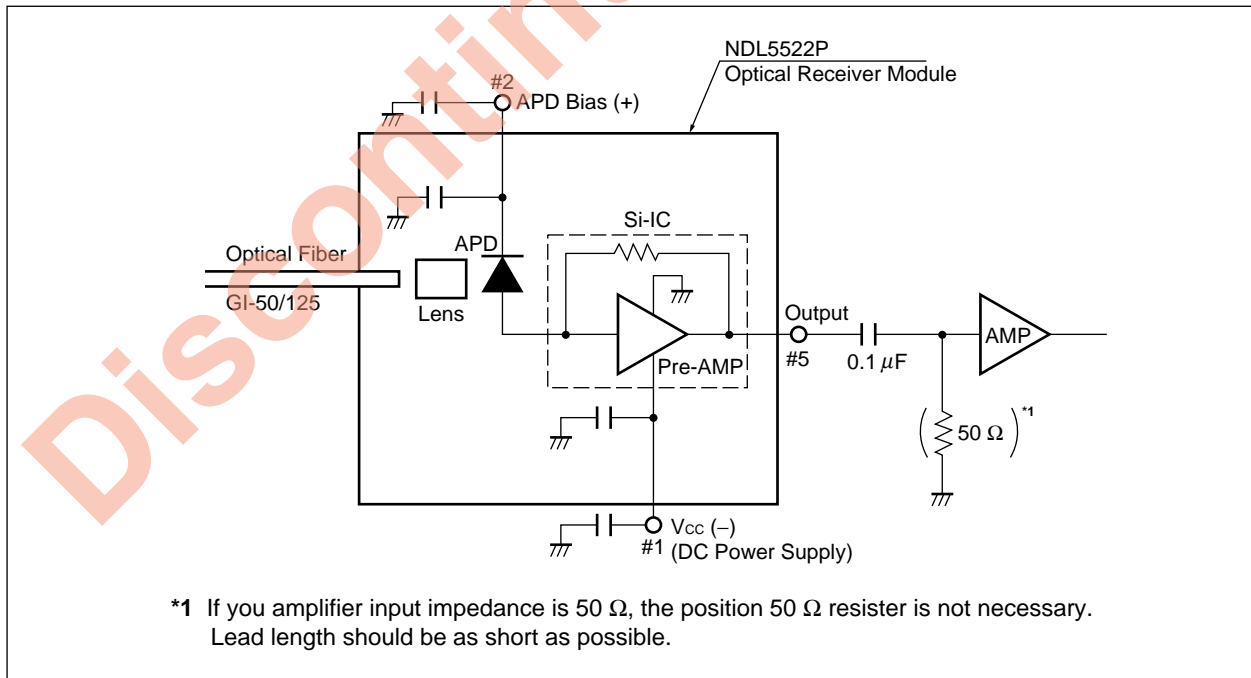 Discontin
NDL5522P
Optical Receiver Module
#2
APD Bias (+)
Si-IC
Optical Fiber
APD
GI-50/125
Lens
Pre-AMP
Output
#5
0.1 μF
AMP
50 Ω
*1
VCC (–)
#1
(DC Power Supply)
*1 If you amplifier input impedance is 50 Ω, the position 50 Ω resister is not necessary.
Lead length should be as short as possible.